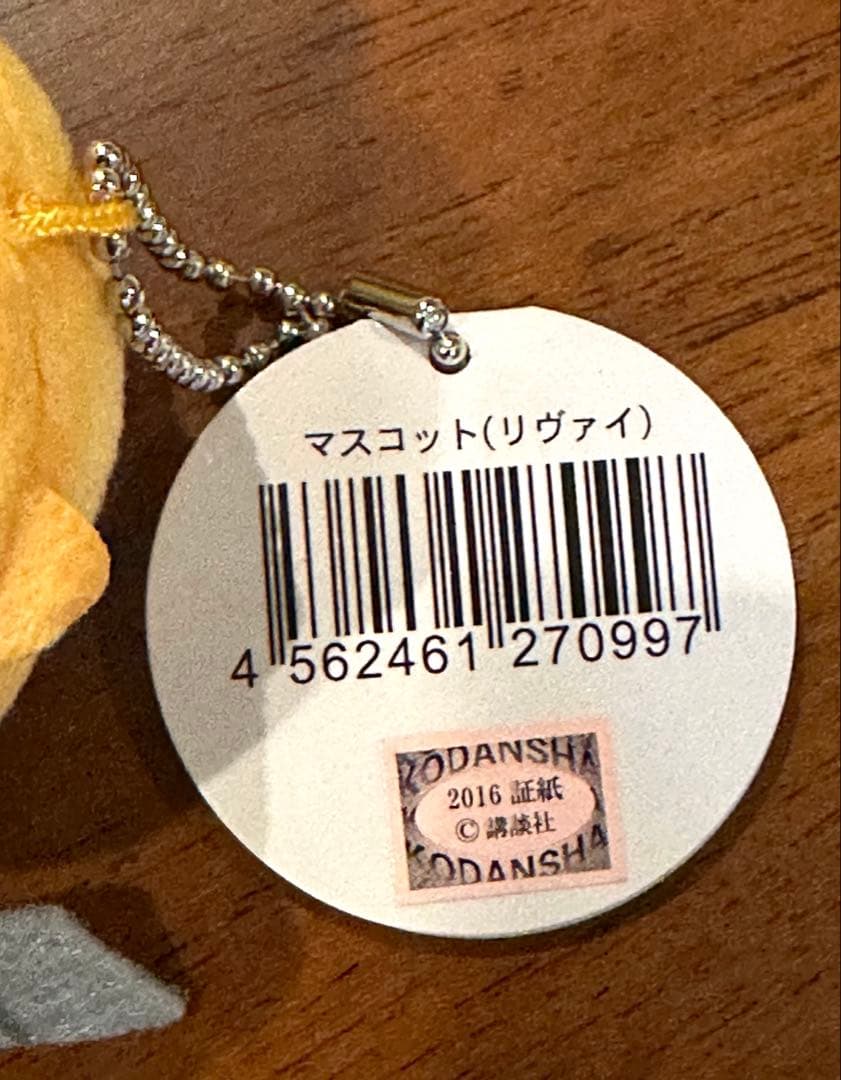 マスコット(リヴァイ)
4 562461 270997
KODANSHA
2016 証紙
© 講談社
KODANSHA